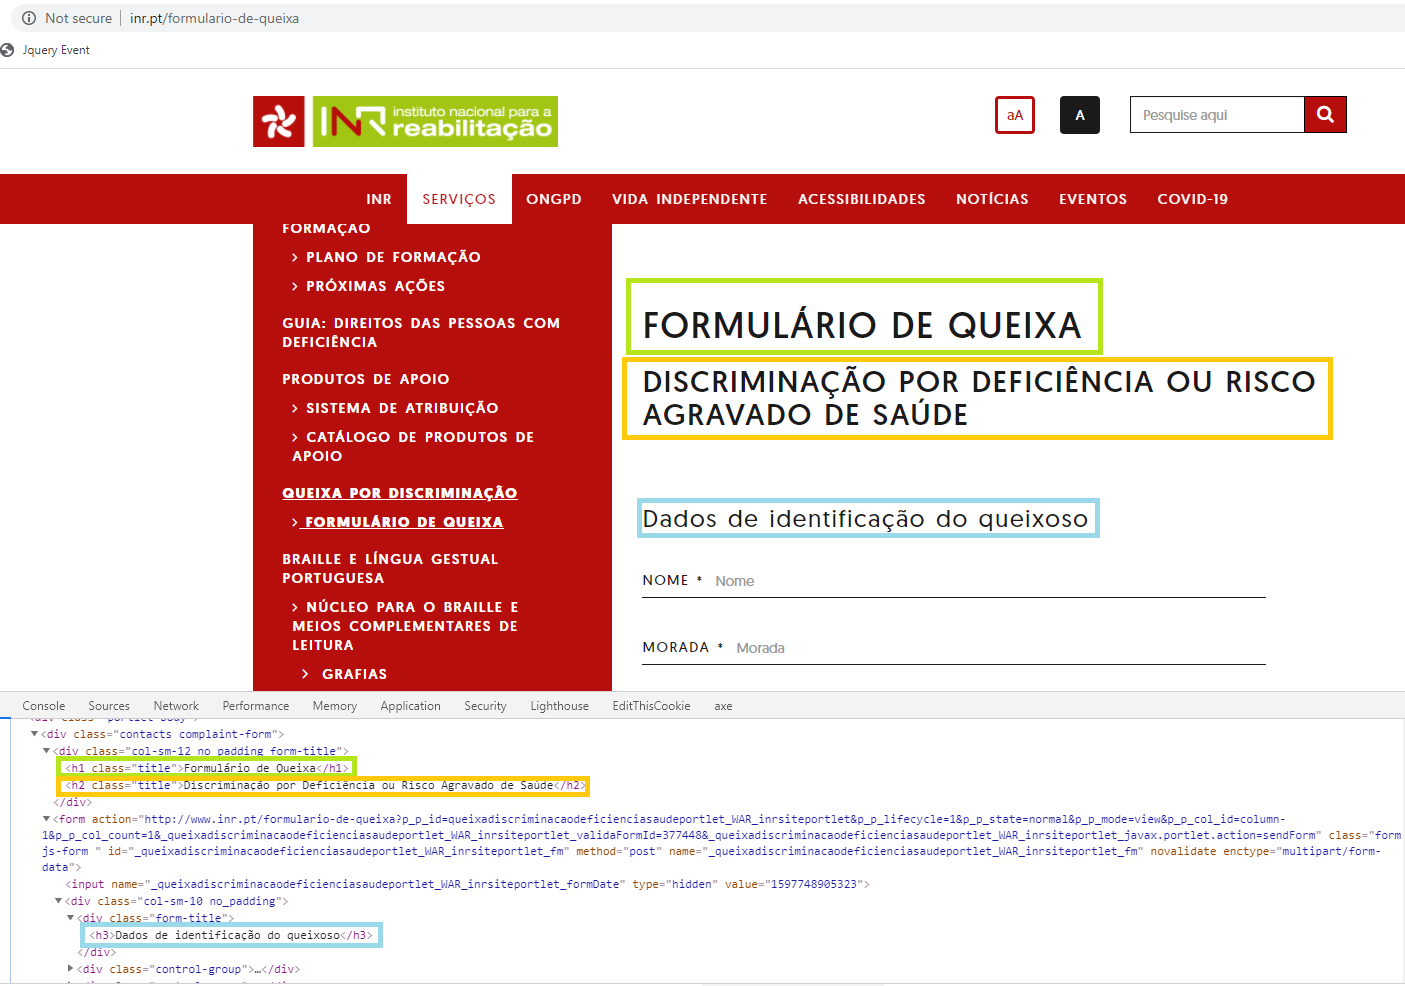 Not secure | inr.pt/formulario-de-queixa
Jquery Event
INR instituto nacional para a
reabilitação
aA
A
Pesquise aqui
INR SERVIÇOS ONGPD VIDA INDEPENDENTE ACESSIBILIDADES NOTÍCIAS EVENTOS COVID-19
FORMAÇÃO
> PLANO DE FORMAÇÃO
> PRÓXIMAS AÇÕES
GUIA: DIREITOS DAS PESSOAS COM
DEFICIÊNCIA
PRODUTOS DE APOIO
> SISTEMA DE ATRIBUIÇÃO
> CATÁLOGO DE PRODUTOS DE
APOIO
QUEIXA POR DISCRIMINAÇÃO
> FORMULÁRIO DE QUEIXA
BRAILLE E LÍNGUA GESTUAL
PORTUGUESA
> NÚCLEO PARA O BRAILLE E
MEIOS COMPLEMENTARES DE
LEITURA
> GRAFIAS
FORMULÁRIO DE QUEIXA
DISCRIMINAÇÃO POR DEFICIÊNCIA OU RISCO
AGRAVADO DE SAÚDE
Dados de identificação do queixoso
NOME * Nome
MORADA * Morada
Console Sources Network Performance Memory Application Security Lighthouse EditThisCookie axe
<div class="portlet-body">
<div class="contacts complaint-form">
<div class="col-sm-12 no_padding form-title">
<h1 class="title">Formulário de Queixa</h1>
<h2 class="title">Discriminação por Deficiência ou Risco Agravado de Saúde</h2>
</div>
<form action="http://www.inr.pt/formulario-de-queixa?p_p_id=queixadiscriminacaodeficienciasaudeportlet_WAR_inrsiteportlet&p_p_lifecycle=1&p_p_state=normal&p_p_mode=view&p_p_col_id=column-
1&p_p_col_count=1&_queixadiscriminacaodeficienciasaudeportlet_WAR_inrsiteportlet_validaFormId=377448&_queixadiscriminacaodeficienciasaudeportlet_WAR_inrsiteportlet_javax.portlet.action=sendForm" class="form
js-form " id="_queixadiscriminacaodeficienciasaudeportlet_WAR_inrsiteportlet_fm" method="post" name="_queixadiscriminacaodeficienciasaudeportlet_WAR_inrsiteportlet_fm" novalidate enctype="multipart/form-
data">
<input name="_queixadiscriminacaodeficienciasaudeportlet_WAR_inrsiteportlet_formDate" type="hidden" value="1597748905323">
<div class="col-sm-10 no_padding">
<div class="form-title">
<h3>Dados de identificação do queixoso</h3>
</div>
<div class="control-group">…</div>